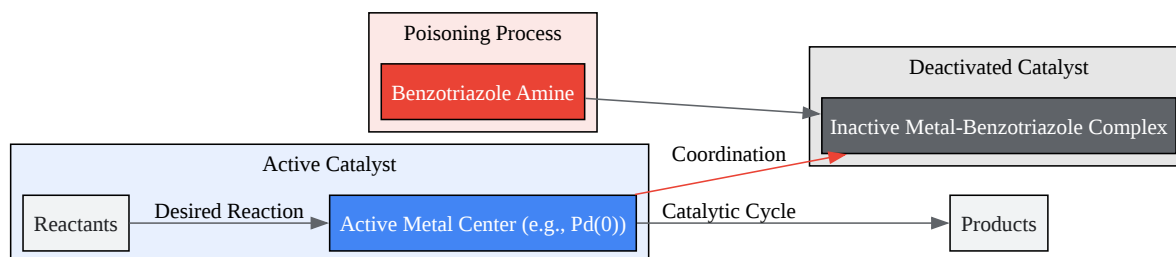 Poisoning Process
Benzotriazole Amine
Deactivated Catalyst
Inactive Metal-Benzotriazole Complex
Active Catalyst
Coordination
Reactants
Desired Reaction
Active Metal Center (e.g., Pd(0))
Catalytic Cycle
Products